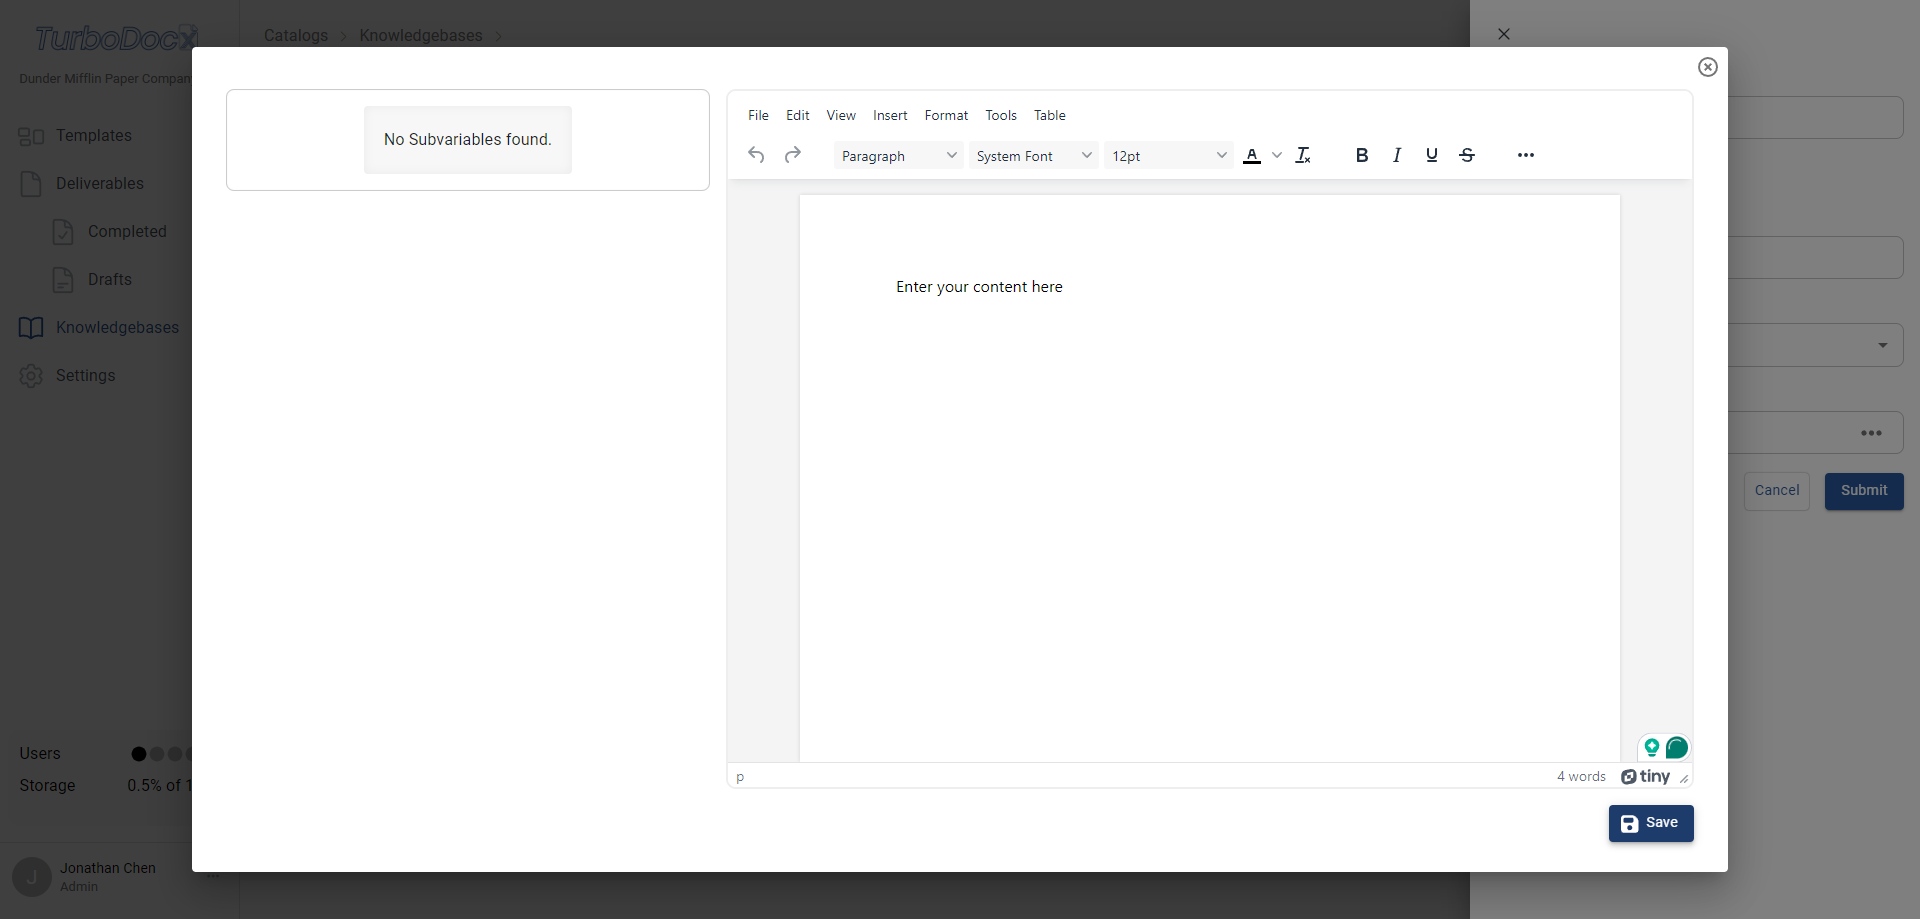 TurboDocX
Catalogs > Knowledgebases >
Dunder Mifflin Paper Compan
Templates
Deliverables
Completed
Drafts
Knowledgebases
Settings
Users
Storage 0.5% of 1
J
Jonathan Chen
Admin
No Subvariables found.
File Edit View Insert Format Tools Table
Paragraph System Font 12pt
Enter your content here
p 4 words tiny
Save
Cancel Submit